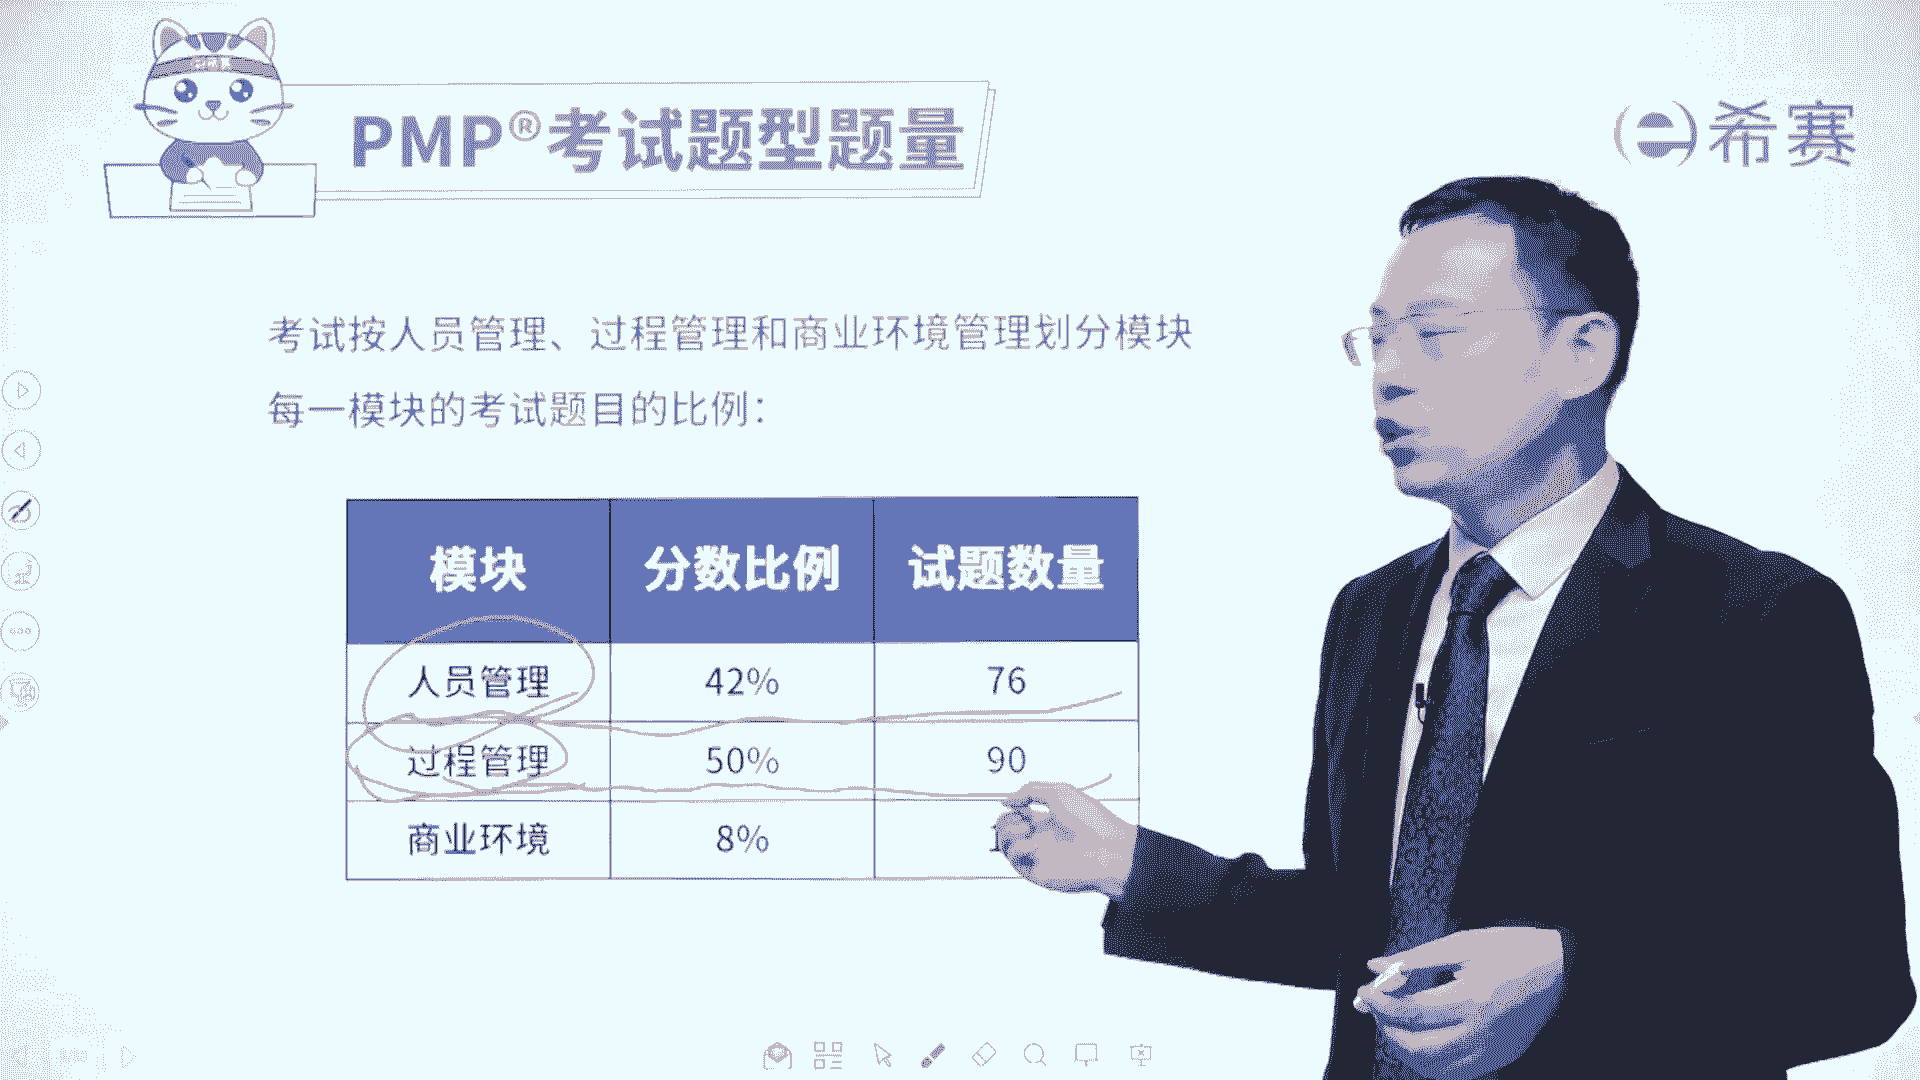 PMP®考试题型题量
希赛
考试按人员管理、过程管理和商业环境管理划分模块
每一模块的考试题目的比例：
模块 分数比例 试题数量
人员管理 42% 76
过程管理 50% 90
商业环境 8%